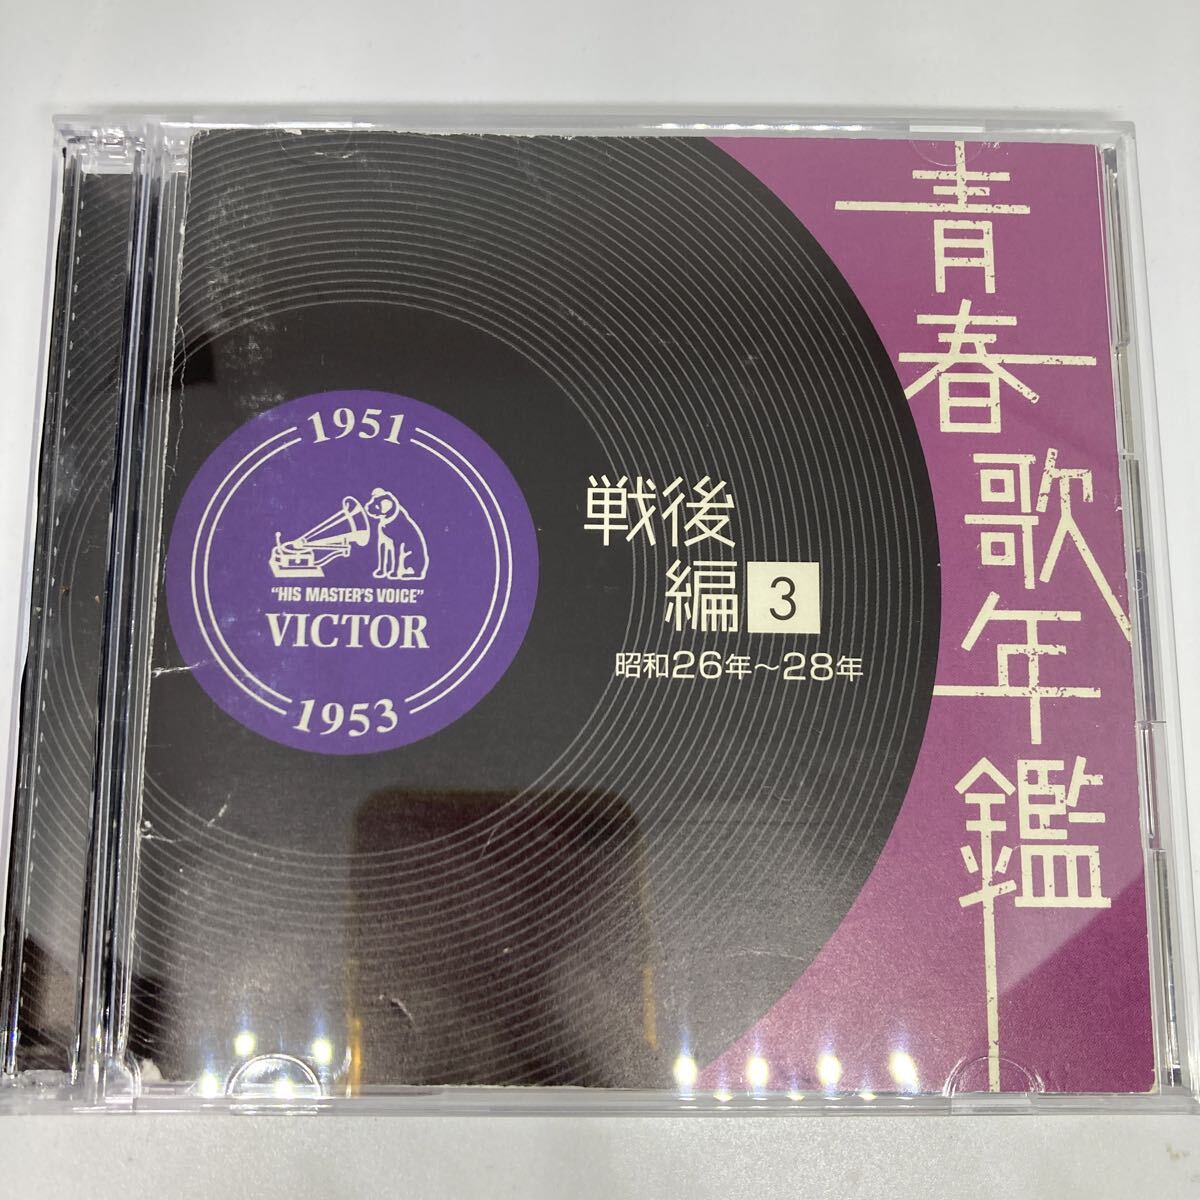 青春歌年鑑
戦後
編 3
昭和26年～28年
1951
"HIS MASTER'S VOICE"
VICTOR
1953